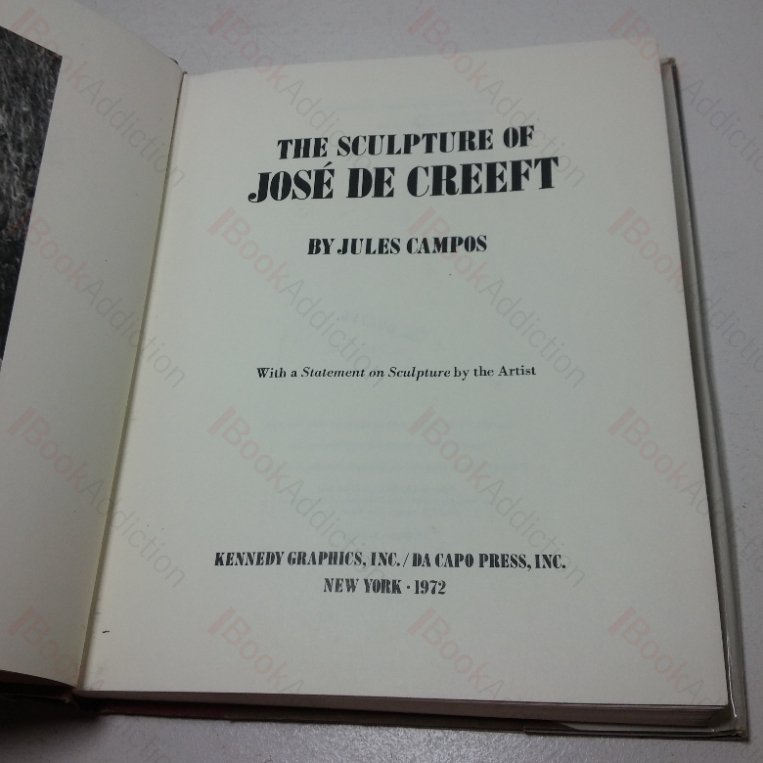 THE SCULPTURE OF
JOSÉ DE CREEFT
BY JULES CAMPOS
With a Statement on Sculpture by the Artist
KENNEDY GRAPHICS, INC. / DA CAPO PRESS, INC.
NEW YORK · 1972
BookAddiction